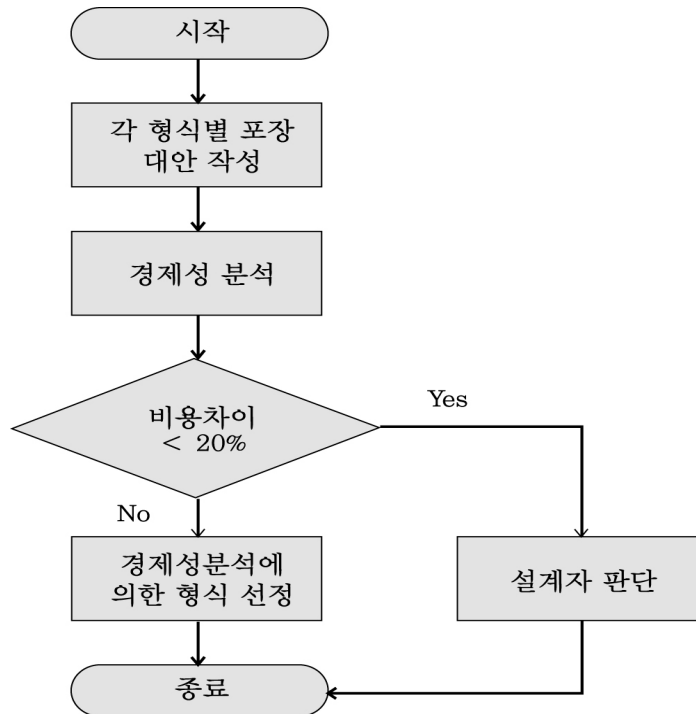 시작
각 형식별 포장
대안 작성
경제성 분석
비용차이
< 20%
Yes
No
경제성분석에
의한 형식 선정
설계자 판단
종료